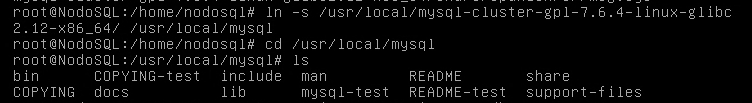 root@NodoSQL:/home/nodosql# ln -s /usr/local/mysql-cluster-gpl-7.6.4-linux-glibc
2.12-x86_64/ /usr/local/mysql
root@NodoSQL:/home/nodosql# cd /usr/local/mysql
root@NodoSQL:/usr/local/mysql# ls
bin COPYING-test include man README share
COPYING docs lib mysql-test README-test support-files